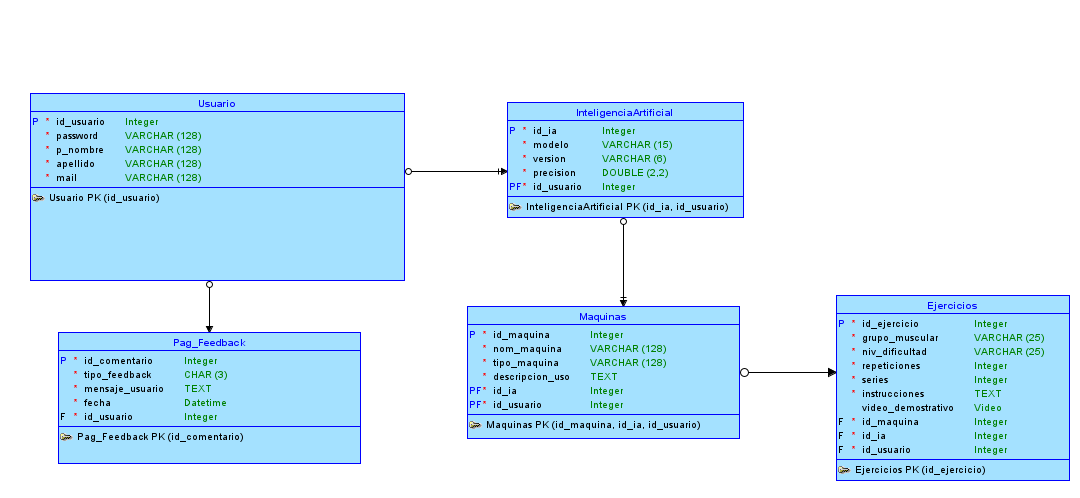 Usuario
P * id_usuario Integer
* password VARCHAR (128)
* p_nombre VARCHAR (128)
* apellido VARCHAR (128)
* mail VARCHAR (128)
Usuario PK (id_usuario)
InteligenciaArtificial
P * id_ia Integer
* modelo VARCHAR (15)
* version VARCHAR (6)
* precision DOUBLE (2,2)
PF* id_usuario Integer
InteligenciaArtificial PK (id_ia, id_usuario)
Pag_Feedback
P * id_comentario Integer
* tipo_feedback CHAR (3)
* mensaje_usuario TEXT
* fecha Datetime
F * id_usuario Integer
Pag_Feedback PK (id_comentario)
Maquinas
P * id_maquina Integer
* nom_maquina VARCHAR (128)
* tipo_maquina VARCHAR (128)
* descripcion_uso TEXT
PF* id_ia Integer
PF* id_usuario Integer
Maquinas PK (id_maquina, id_ia, id_usuario)
Ejercicios
P * id_ejercicio Integer
* grupo_muscular VARCHAR (25)
* niv_dificultad VARCHAR (25)
* repeticiones Integer
* series Integer
* instrucciones TEXT
video_demostrativo Video
F * id_maquina Integer
F * id_ia Integer
F * id_usuario Integer
Ejercicios PK (id_ejercicio)